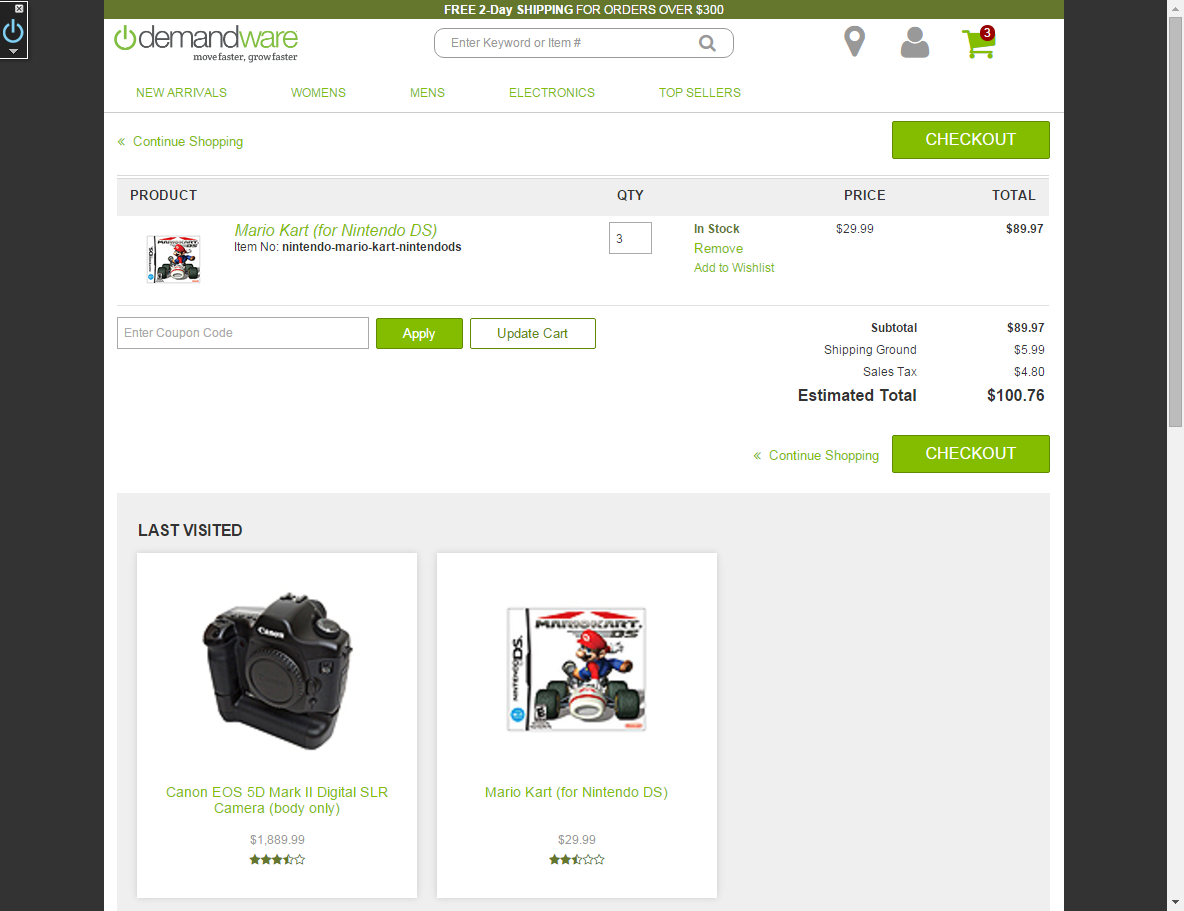 FREE 2-Day SHIPPING FOR ORDERS OVER $300
demandware
move faster, grow faster
Enter Keyword or Item #
3
NEW ARRIVALS WOMENS MENS ELECTRONICS TOP SELLERS
« Continue Shopping
CHECKOUT
PRODUCT QTY PRICE TOTAL
Mario Kart (for Nintendo DS) 3 In Stock $29.99 $89.97
Item No: nintendo-mario-kart-nintendods
Remove
Add to Wishlist
Enter Coupon Code Apply Update Cart
Subtotal $89.97
Shipping Ground $5.99
Sales Tax $4.80
Estimated Total $100.76
« Continue Shopping CHECKOUT
LAST VISITED
Canon
MARIOKART
DS
NINTENDO DS
E
Canon EOS 5D Mark II Digital SLR
Camera (body only)
$1,889.99
Mario Kart (for Nintendo DS)
$29.99